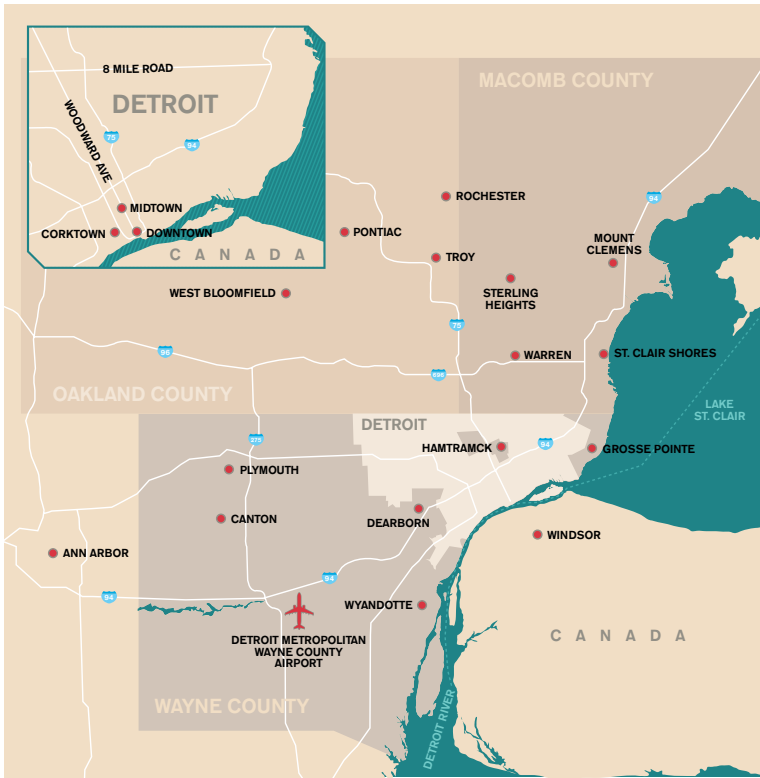 8 MILE ROAD
DETROIT
WOODWARD AVE
75
94
MIDTOWN
CORKTOWN
DOWNTOWN
CANADA
MACOMB COUNTY
94
ROCHESTER
PONTIAC
MOUNT
CLEMENS
TROY
WEST BLOOMFIELD
STERLING
HEIGHTS
75
96
WARREN
ST. CLAIR SHORES
696
OAKLAND COUNTY
LAKE
ST. CLAIR
DETROIT
275
HAMTRAMCK
94
GROSSE POINTE
PLYMOUTH
CANTON
DEARBORN
WINDSOR
ANN ARBOR
94
94
WYANDOTTE
DETROIT METROPOLITAN
WAYNE COUNTY
AIRPORT
CANADA
WAYNE COUNTY
DETROIT RIVER